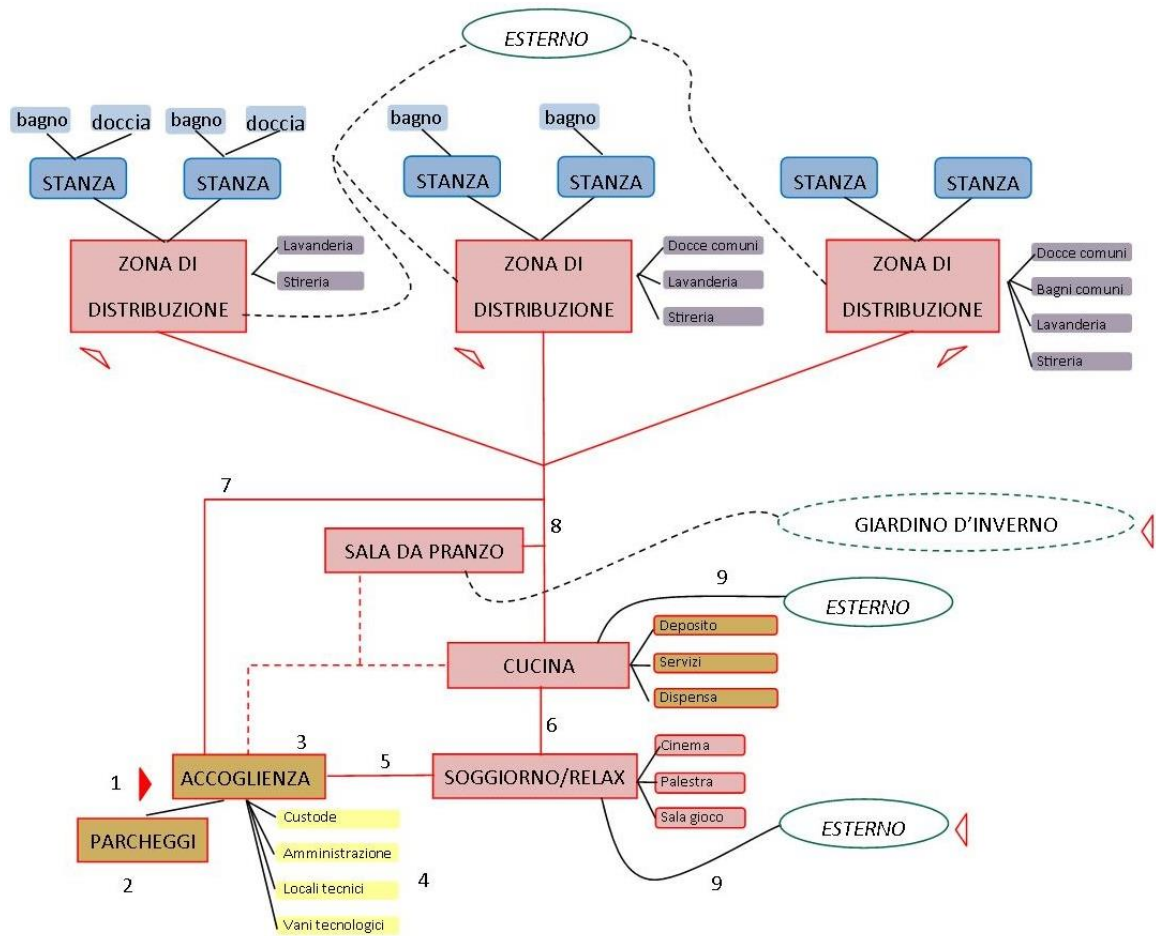 ESTERNO
bagno
doccia
bagno
doccia
bagno
bagno
STANZA
STANZA
STANZA
STANZA
STANZA
STANZA
ZONA DI
DISTRIBUZIONE
Lavanderia
Stireria
ZONA DI
DISTRIBUZIONE
Docce comuni
Lavanderia
Stireria
ZONA DI
DISTRIBUZIONE
Docce comuni
Bagni comuni
Lavanderia
Stireria
7
8
SALA DA PRANZO
GIARDINO D'INVERNO
9
ESTERNO
CUCINA
Deposito
Servizi
Dispensa
6
3
5
1
ACCOGLIENZA
SOGGIORNO/RELAX
Cinema
Palestra
Sala gioco
PARCHEGGI
2
Custode
Amministrazione
Locali tecnici
Vani tecnologici
4
ESTERNO
9